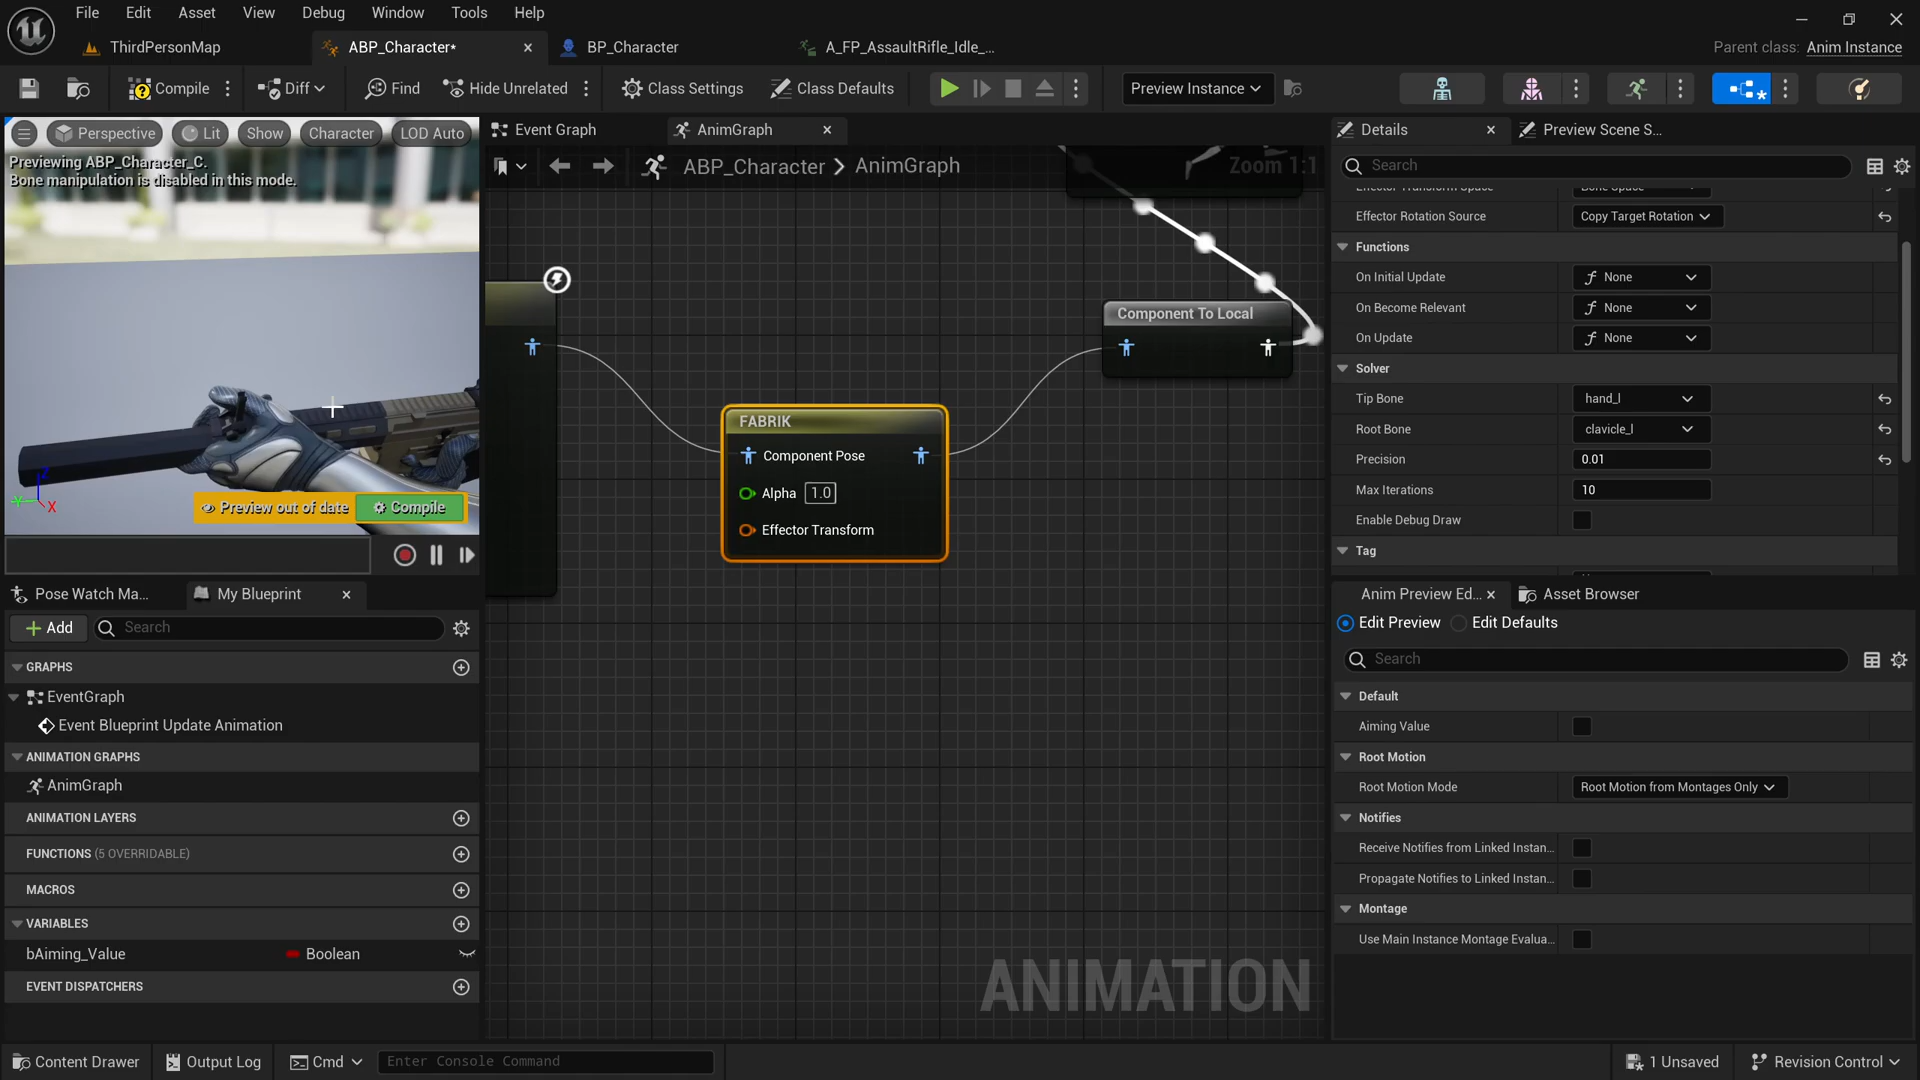 File Edit Asset View Debug Window Tools Help
ThirdPersonMap ABP_Character* BP_Character A_FP_AssaultRifle_Idle_... Parent class: Anim Instance
Compile Diff Find Hide Unrelated Class Settings Class Defaults Preview Instance
Perspective Lit Show Character LOD Auto
Previewing ABP_Character_C.
Bone manipulation is disabled in this mode.
Z
Y
X
Preview out of date Compile
Event Graph AnimGraph
ABP_Character > AnimGraph Zoom 1:1
Component To Local
FABRIK
Component Pose
Alpha 1.0
Effector Transform
ANIMATION
Details Preview Scene S...
Search
Effector Transform Space Bone Space
Effector Rotation Source Copy Target Rotation
Functions
On Initial Update f None
On Become Relevant f None
On Update f None
Solver
Tip Bone hand_l
Root Bone clavicle_l
Precision 0.01
Max Iterations 10
Enable Debug Draw
Tag
Pose Watch Ma... My Blueprint
Add Search
GRAPHS
EventGraph
Event Blueprint Update Animation
ANIMATION GRAPHS
AnimGraph
ANIMATION LAYERS
FUNCTIONS (5 OVERRIDABLE)
MACROS
VARIABLES
bAiming_Value Boolean
EVENT DISPATCHERS
Anim Preview Ed... Asset Browser
Edit Preview Edit Defaults
Search
Default
Aiming Value
Root Motion
Root Motion Mode Root Motion from Montages Only
Notifies
Receive Notifies from Linked Instan...
Propagate Notifies to Linked Instan...
Montage
Use Main Instance Montage Evalua...
Content Drawer Output Log Cmd Enter Console Command 1 Unsaved Revision Control